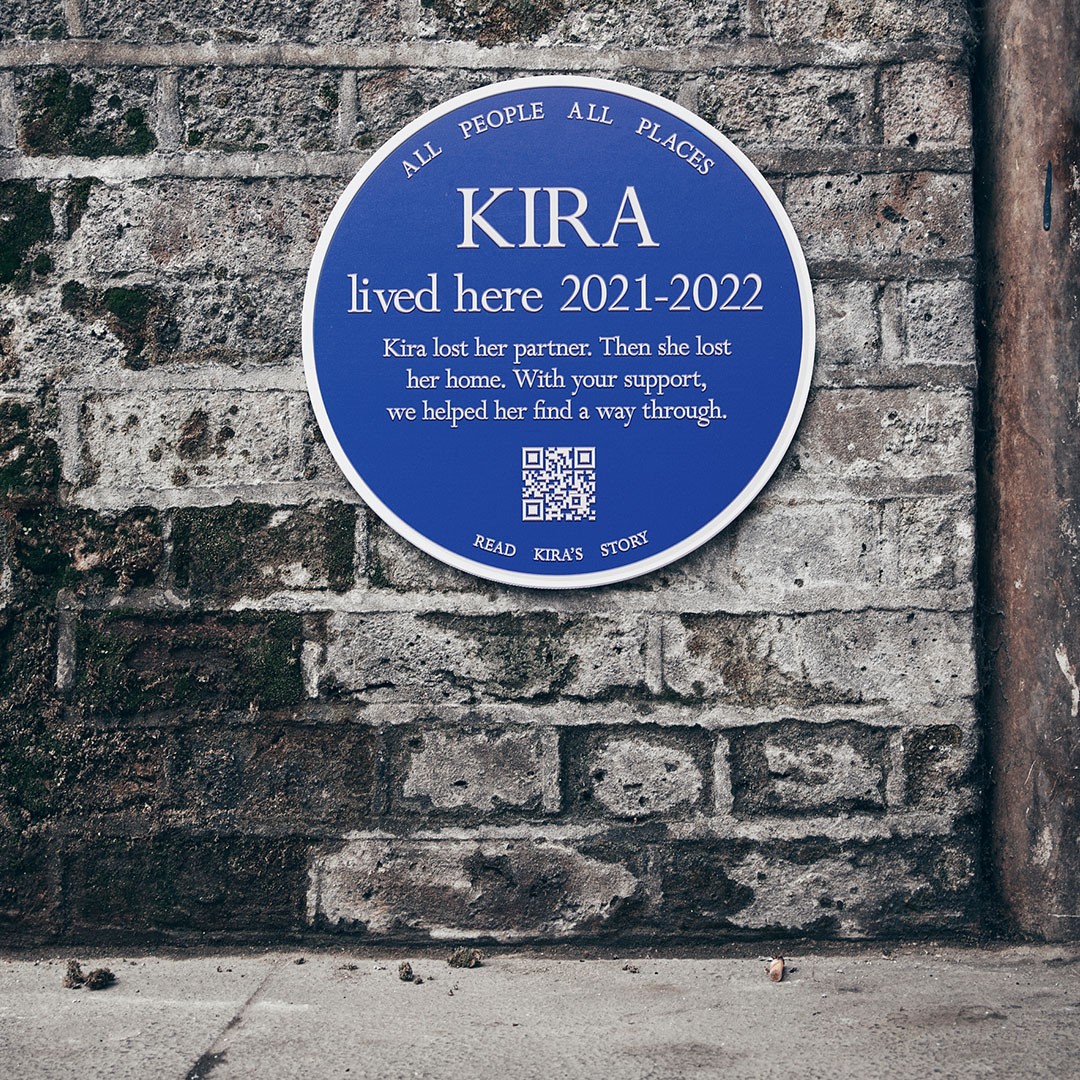 ALL PEOPLE ALL PLACES
KIRA
lived here 2021-2022
Kira lost her partner. Then she lost
her home. With your support,
we helped her find a way through.
READ KIRA'S STORY